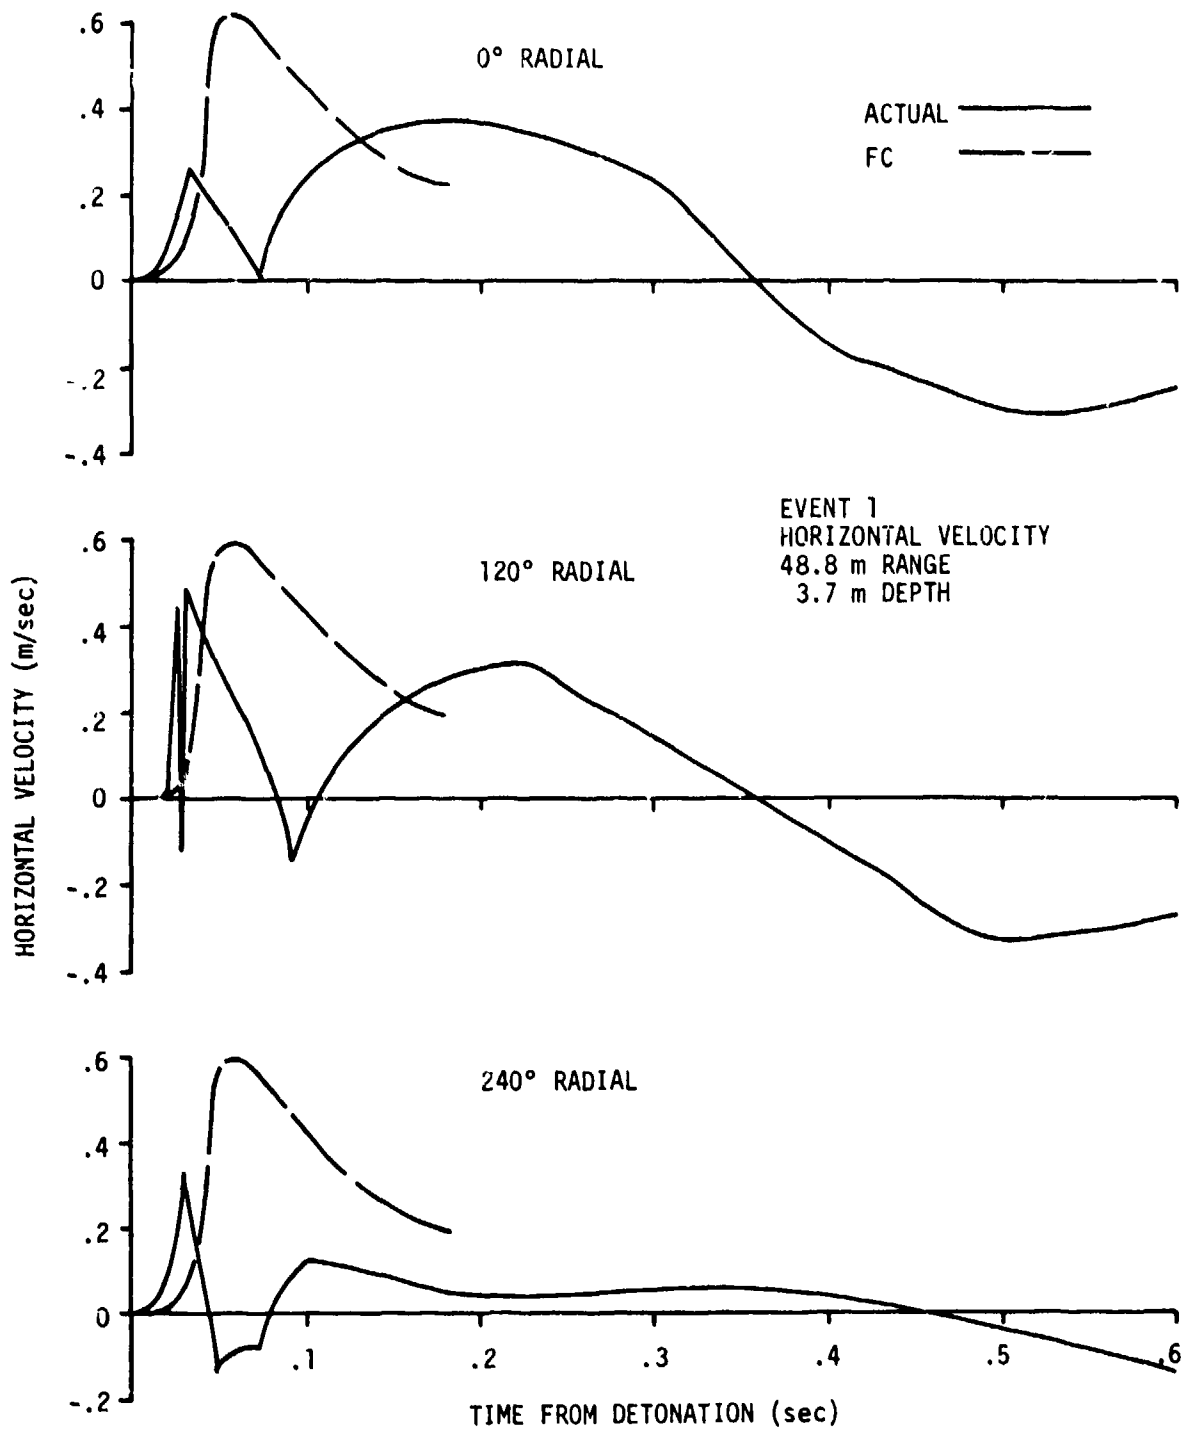 .6
0° RADIAL
.4
ACTUAL
FC
.2
0
-.2
-.4
EVENT 1
HORIZONTAL VELOCITY
48.8 m RANGE
3.7 m DEPTH
.6
120° RADIAL
.4
.2
0
-.2
-.4
HORIZONTAL VELOCITY (m/sec)
.6
240° RADIAL
.4
.2
0
-.2
.1 .2 .3 .4 .5 .6
TIME FROM DETONATION (sec)